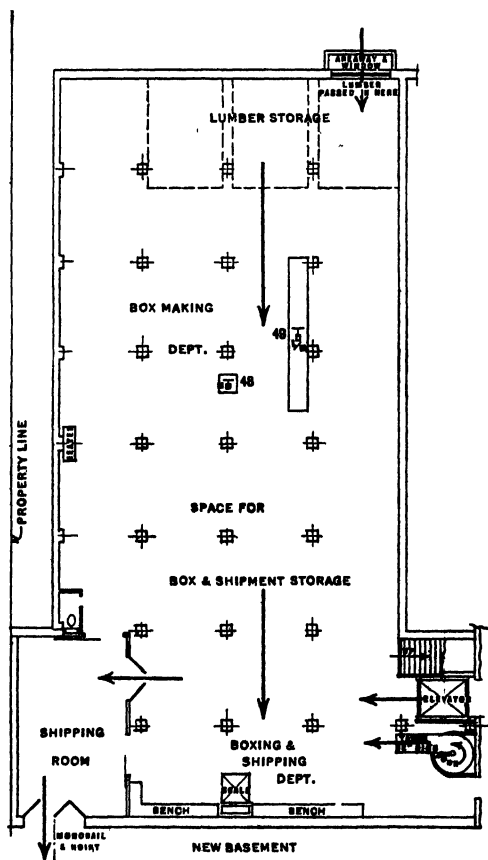 AREAWAY &
WINDOW
LUMBER
PASSED IN HERE
LUMBER STORAGE
BOX MAKING
DEPT.
49
48
PROPERTY LINE
SPACE FOR
BOX & SHIPMENT STORAGE
UP
ELEVATOR
SHIPPING
ROOM
BOXING &
SHIPPING
DEPT.
SCALE
BENCH
BENCH
MONORAIL
& HOIST
NEW BASEMENT